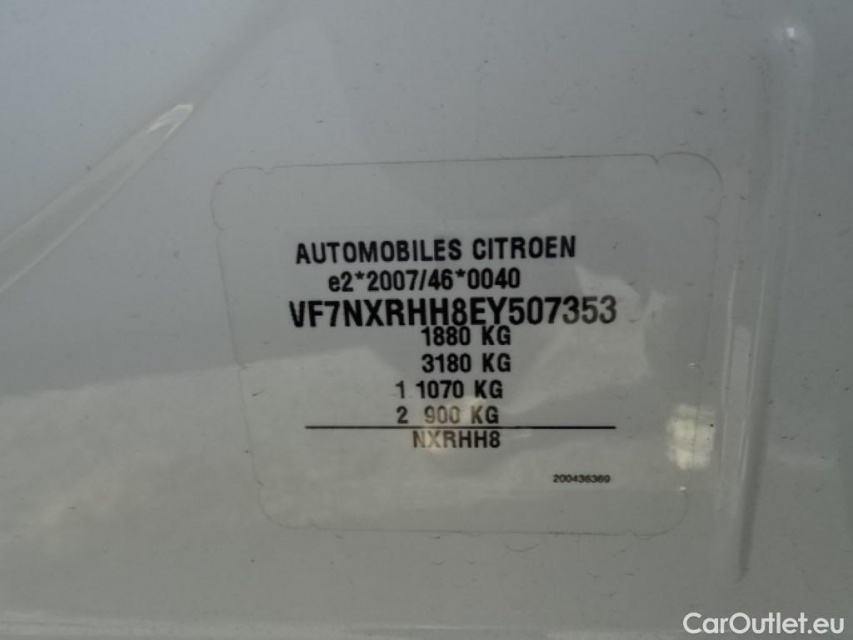 AUTOMOBILES CITROEN
e2*2007/46*0040
VF7NXRHH8EY507353
1880 KG
3180 KG
1 1070 KG
2 900 KG
NXRHH8
200436369
CarOutlet.eu